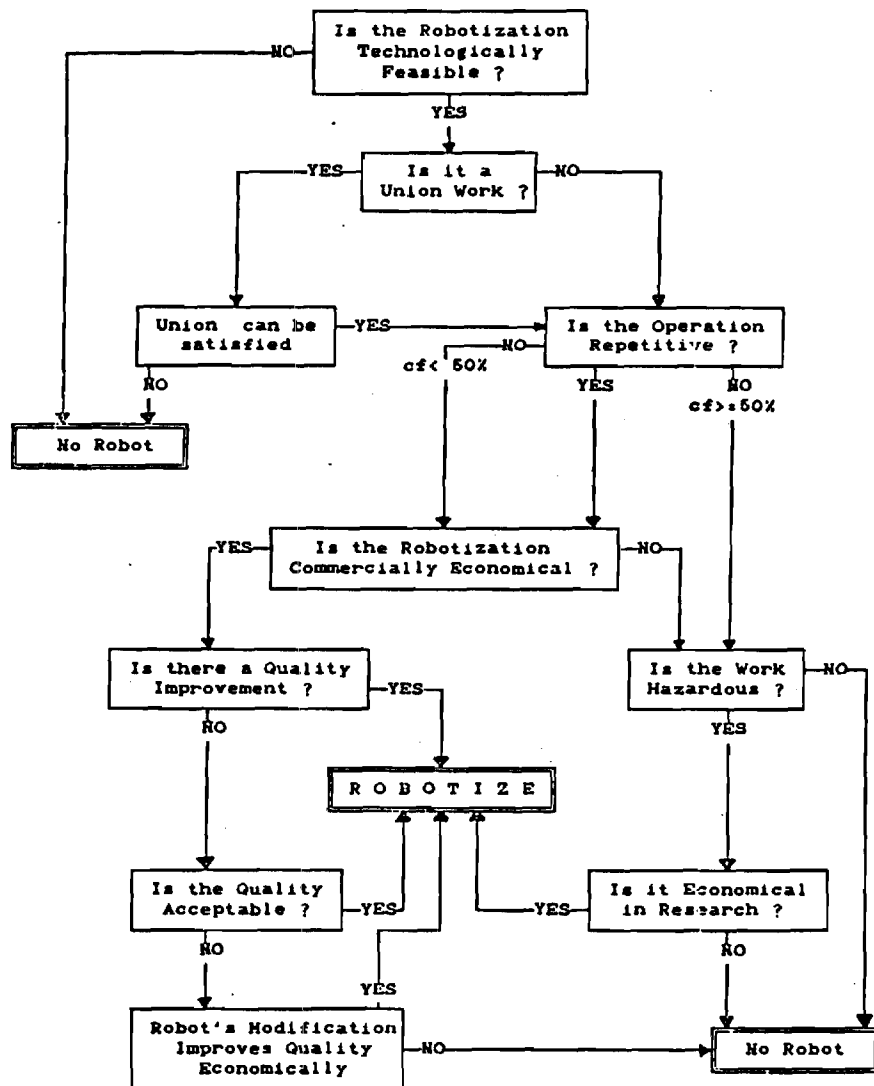 Is the Robotization
Technologically
Feasible ?
NO
YES
Is it a
Union Work ?
YES
NO
Union can be
satisfied
YES
Is the Operation
Repetitive ?
NO
cf< 50%
NO
YES
NO
cf>=50%
No Robot
Is the Robotization
Commercially Economical ?
YES
NO
Is there a Quality
Improvement ?
YES
Is the Work
Hazardous ?
NO
NO
YES
R O B O T I Z E
Is the Quality
Acceptable ?
YES
Is it Economical
in Research ?
YES
NO
NO
YES
Robot's Modification
Improves Quality
Economically
NO
No Robot